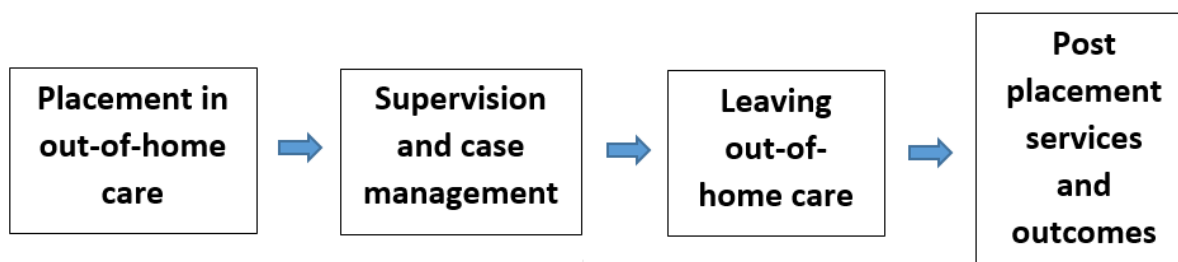 Placement in
out-of-home
care
Supervision
and case
management
Leaving
out-of-
home care
Post
placement
services
and
outcomes